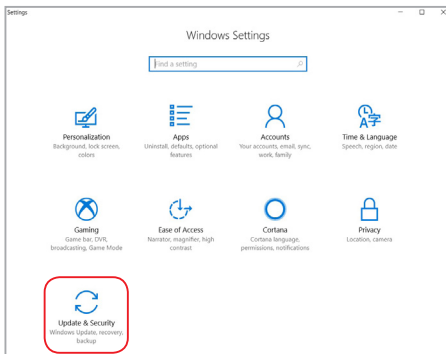 Settings
Windows Settings
Find a setting
Personalization
Background, lock screen,
colors
Apps
Uninstall, defaults, optional
features
Accounts
Your accounts, email, sync,
work, family
Time & Language
Speech, region, date
Gaming
Game bar, DVR,
broadcasting, Game Mode
Ease of Access
Narrator, magnifier, high
contrast
Cortana
Cortana language,
permissions, notifications
Privacy
Location, camera
Update & Security
Windows Update, recovery,
backup